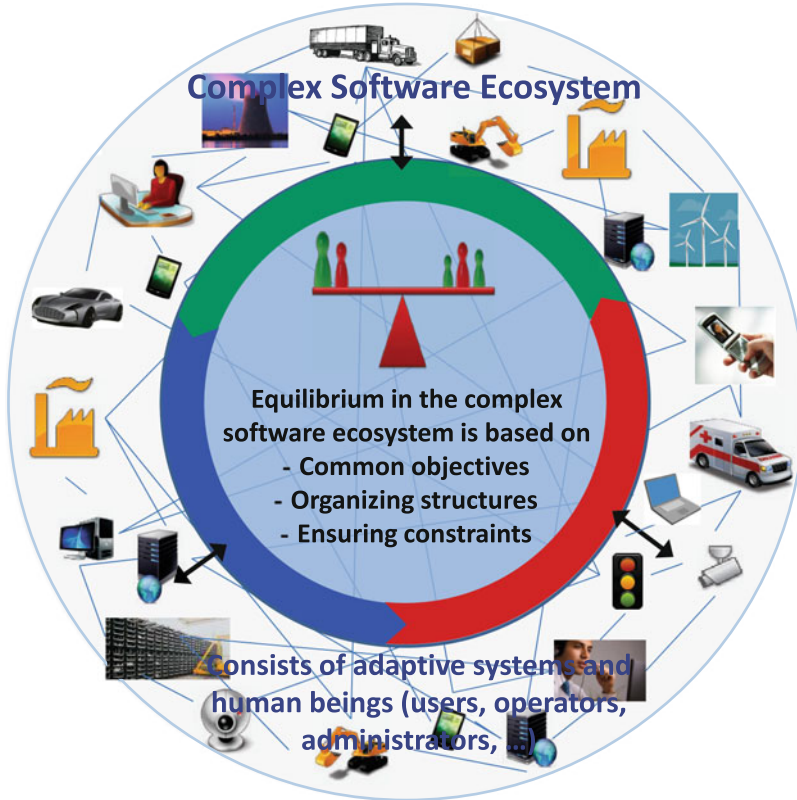 Complex Software Ecosystem
Equilibrium in the complex
software ecosystem is based on
- Common objectives
- Organizing structures
- Ensuring constraints
Consists of adaptive systems and
human beings (users, operators,
administrators, ...)